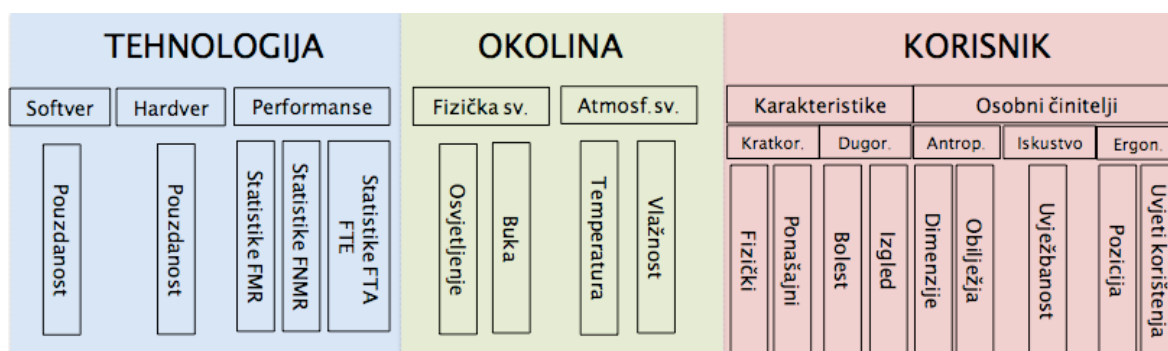 TEHNOLOGIJA
OKOLINA
KORISNIK
Softver
Hardver
Performanse
Fizička sv.
Atmosf.sv.
Karakteristike
Osobni činitelji
Kratkor.
Dugor.
Antrop.
Iskustvo
Ergon.
Pouzdanost
Pouzdanost
Statistike FMR
Statistike FNMR
Statistike FTA
FTE
Osvjetljenje
Buka
Temperatura
Vlažnost
Fizički
Ponašajni
Bolest
Izgled
Dimenzije
Obilježja
Uvježbanost
Pozicija
Uvjeti korištenja